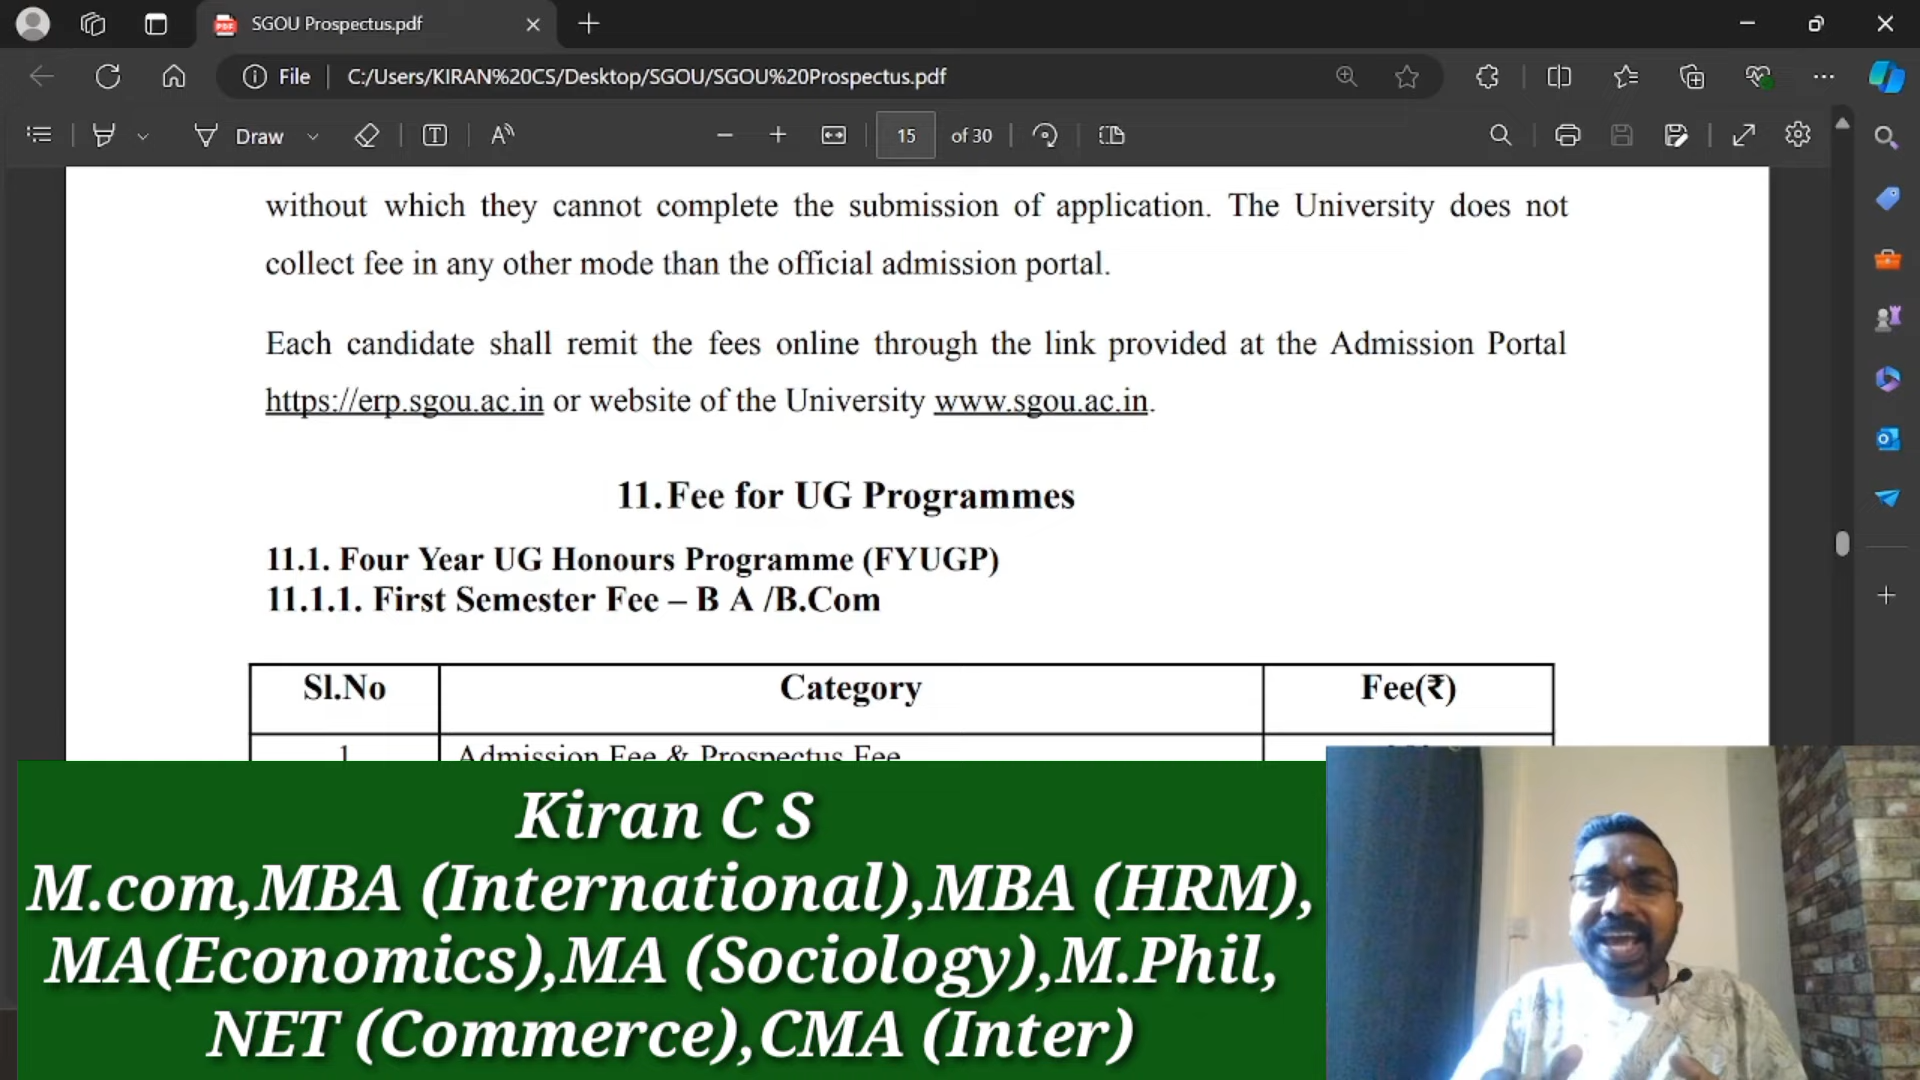 SGOU Prospectus.pdf
File
C:/Users/KIRAN%20CS/Desktop/SGOU/SGOU%20Prospectus.pdf
Draw
15 of 30
without which they cannot complete the submission of application. The University does not
collect fee in any other mode than the official admission portal.
Each candidate shall remit the fees online through the link provided at the Admission Portal
https://erp.sgou.ac.in or website of the University www.sgou.ac.in.
11. Fee for UG Programmes
11.1. Four Year UG Honours Programme (FYUGP)
11.1.1. First Semester Fee – B A /B.Com
Sl.No Category Fee(₹)
1 Admission Fee & Prospectus Fee
Kiran C S
M.com,MBA (International),MBA (HRM),
MA(Economics),MA (Sociology),M.Phil,
NET (Commerce),CMA (Inter)